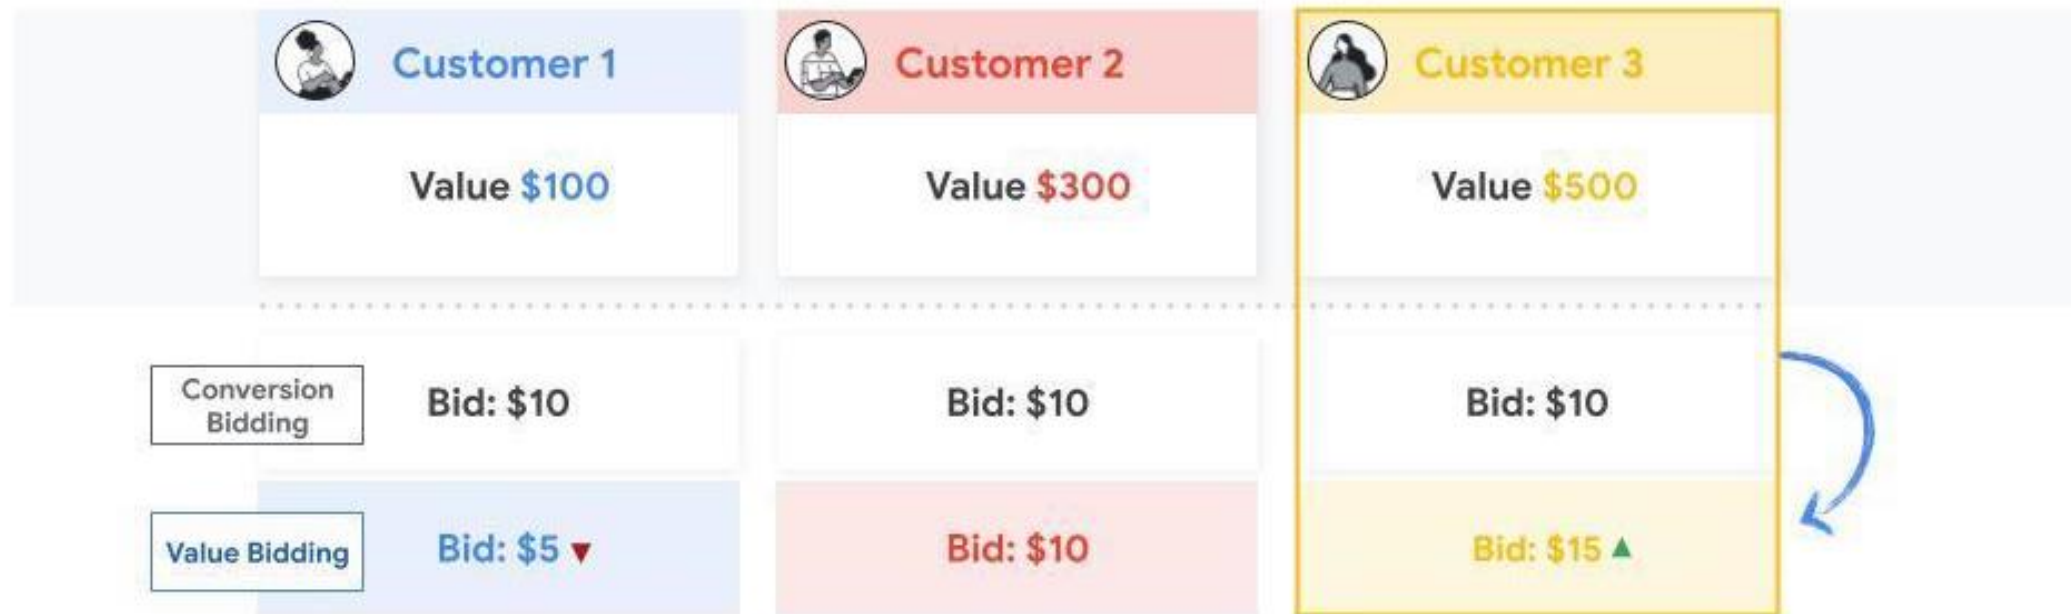 Customer 1
Customer 2
Customer 3
Value $100
Value $300
Value $500
Conversion
Bidding
Bid: $10
Bid: $10
Bid: $10
Value Bidding
Bid: $5 ▼
Bid: $10
Bid: $15 ▲